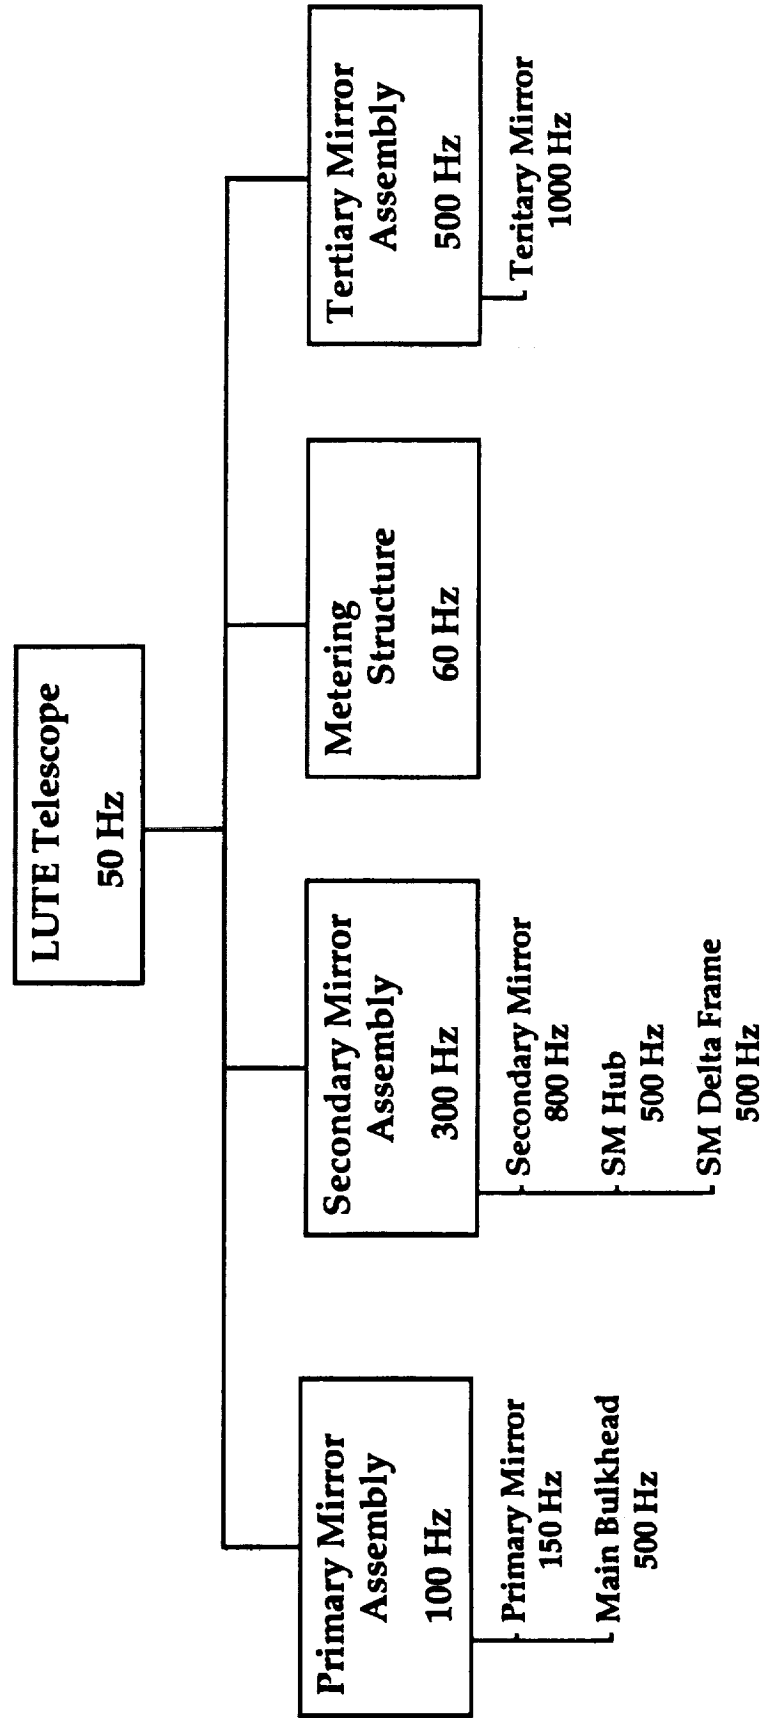 LUTE Telescope
50 Hz
Primary Mirror
Assembly
100 Hz
Primary Mirror
150 Hz
Main Bulkhead
500 Hz
Secondary Mirror
Assembly
300 Hz
Secondary Mirror
800 Hz
SM Hub
500 Hz
SM Delta Frame
500 Hz
Metering
Structure
60 Hz
Tertiary Mirror
Assembly
500 Hz
Teritary Mirror
1000 Hz